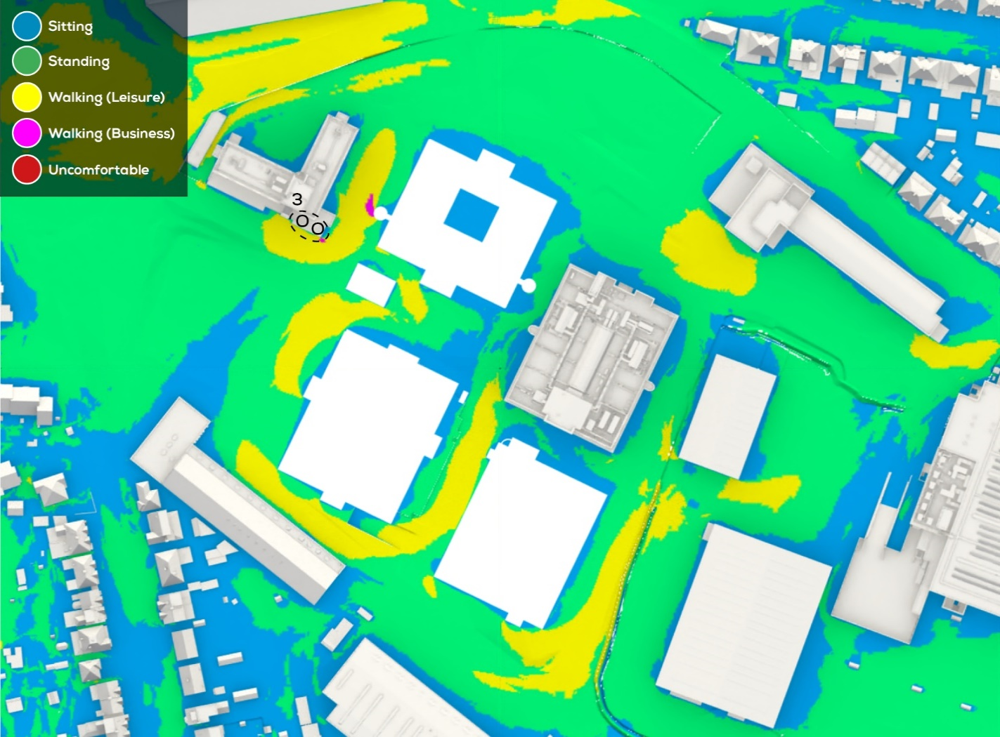 Sitting
Standing
Walking (Leisure)
Walking (Business)
Uncomfortable
3